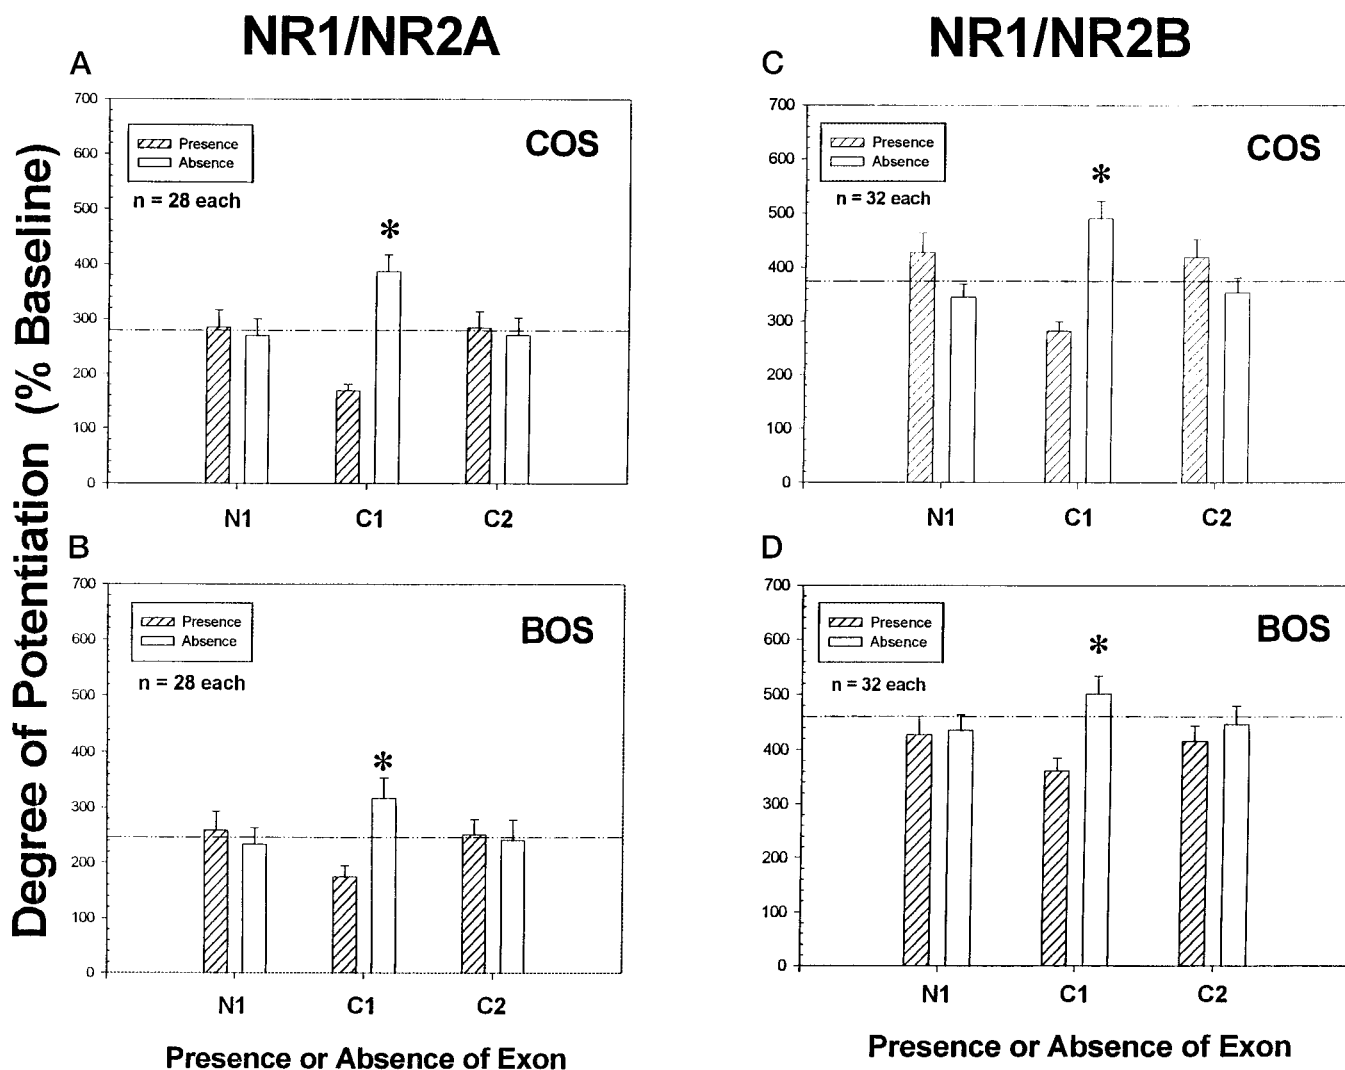 NR1/NR2A
NR1/NR2B
Degree of Potentiation (% Baseline)
A
700
600
500
400
300
200
100
0
Presence
Absence
n = 28 each
COS
*
N1
C1
C2
B
700
600
500
400
300
200
100
0
Presence
Absence
n = 28 each
BOS
*
N1
C1
C2
Presence or Absence of Exon
C
700
600
500
400
300
200
100
0
Presence
Absence
n = 32 each
COS
*
N1
C1
C2
D
700
600
500
400
300
200
100
0
Presence
Absence
n = 32 each
BOS
*
N1
C1
C2
Presence or Absence of Exon